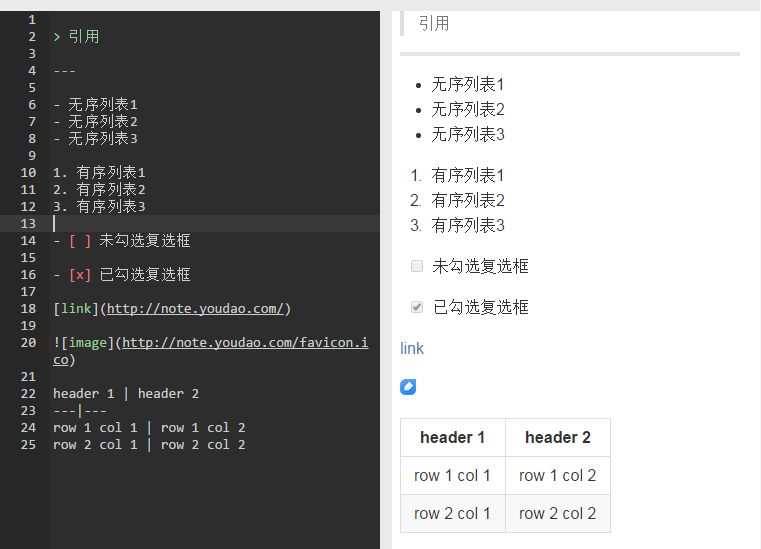 1
2 > 引用
3
4 ---
5
6 - 无序列表1
7 - 无序列表2
8 - 无序列表3
9
10 1. 有序列表1
11 2. 有序列表2
12 3. 有序列表3
13
14 - [ ] 未勾选复选框
15
16 - [x] 已勾选复选框
17
18 [link](http://note.youdao.com/)
19
20 ![image](http://note.youdao.com/favicon.i
co)
21
22 header 1 | header 2
23 ---|---
24 row 1 col 1 | row 1 col 2
25 row 2 col 1 | row 2 col 2
引用
• 无序列表1
• 无序列表2
• 无序列表3
1. 有序列表1
2. 有序列表2
3. 有序列表3
未勾选复选框
已勾选复选框
link
header 1 header 2
row 1 col 1 row 1 col 2
row 2 col 1 row 2 col 2